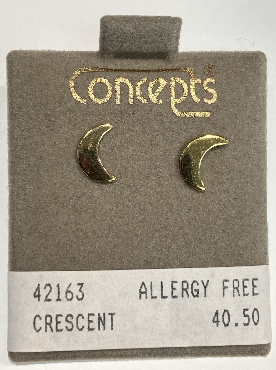 Concepts
42163 ALLERGY FREE
CRESCENT 40.50